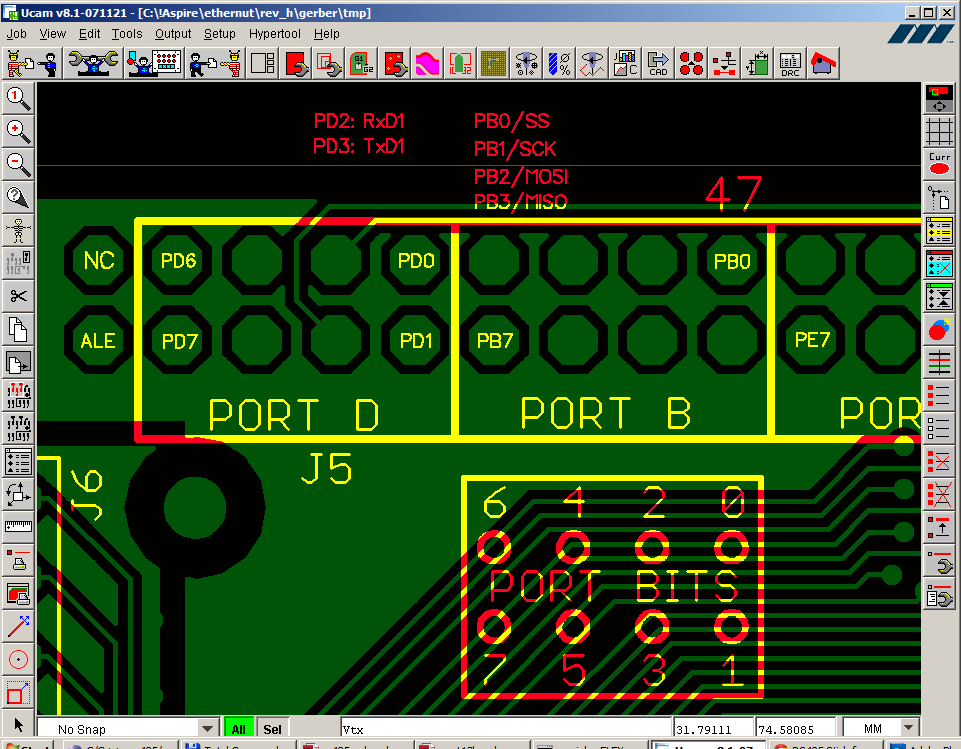 Ucam v8.1-071121 - [C:\!Aspire\ethernut\rev_h\gerber\tmp]
Job View Edit Tools Output Setup Hypertool Help
CAD
DRC
Curr
PD2: RxD1
PD3: TxD1
PB0/SS
PB1/SCK
PB2/MOSI
PB3/MISO
47
NC PD6 PD0 PB0
ALE PD7 PD1 PB7 PE7
PORT D PORT B POR
J5
J6
6 4 2 0
PORT BITS
7 5 3 1
No Snap All Sel Vtx 31.79111 74.58085 MM